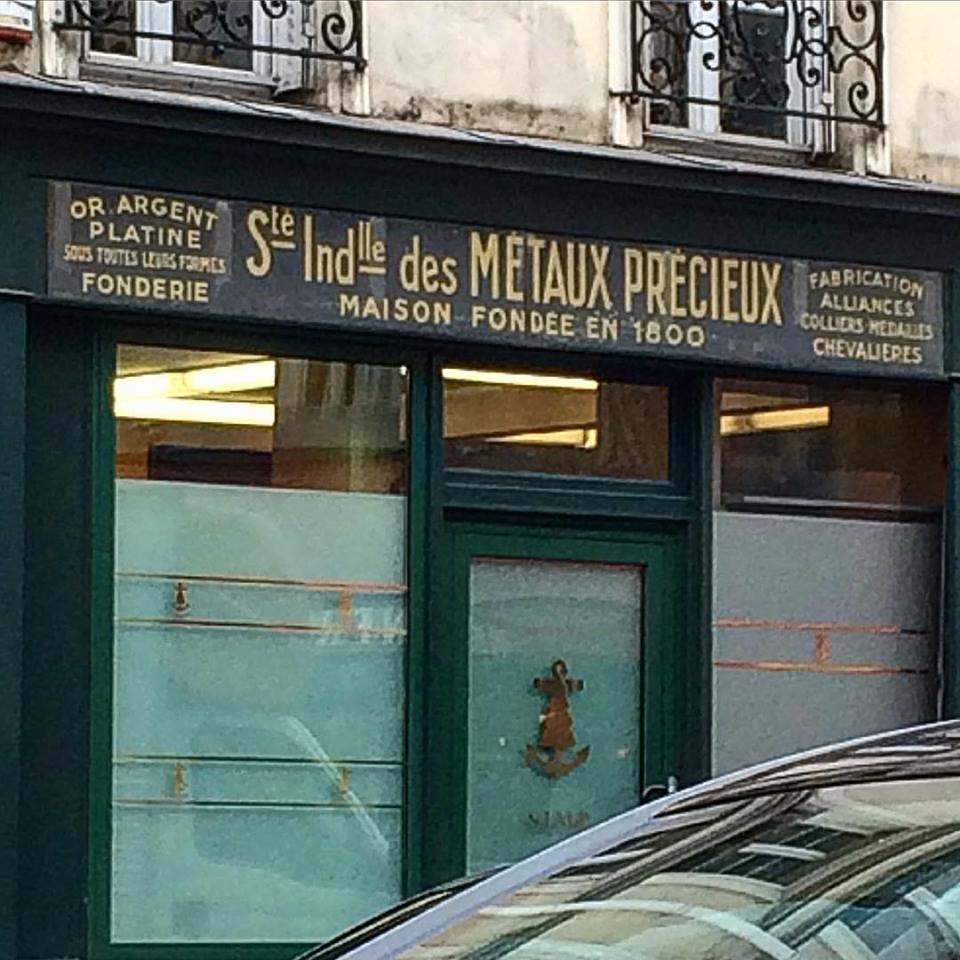 OR ARGENT
PLATINE
SOUS TOUTES LEURS FORMES
FONDERIE
Sté Indlle des MÉTAUX PRÉCIEUX
MAISON FONDÉE EN 1800
FABRICATION
ALLIANCES
COLLIERS MÉDAILLES
CHEVALIÈRES